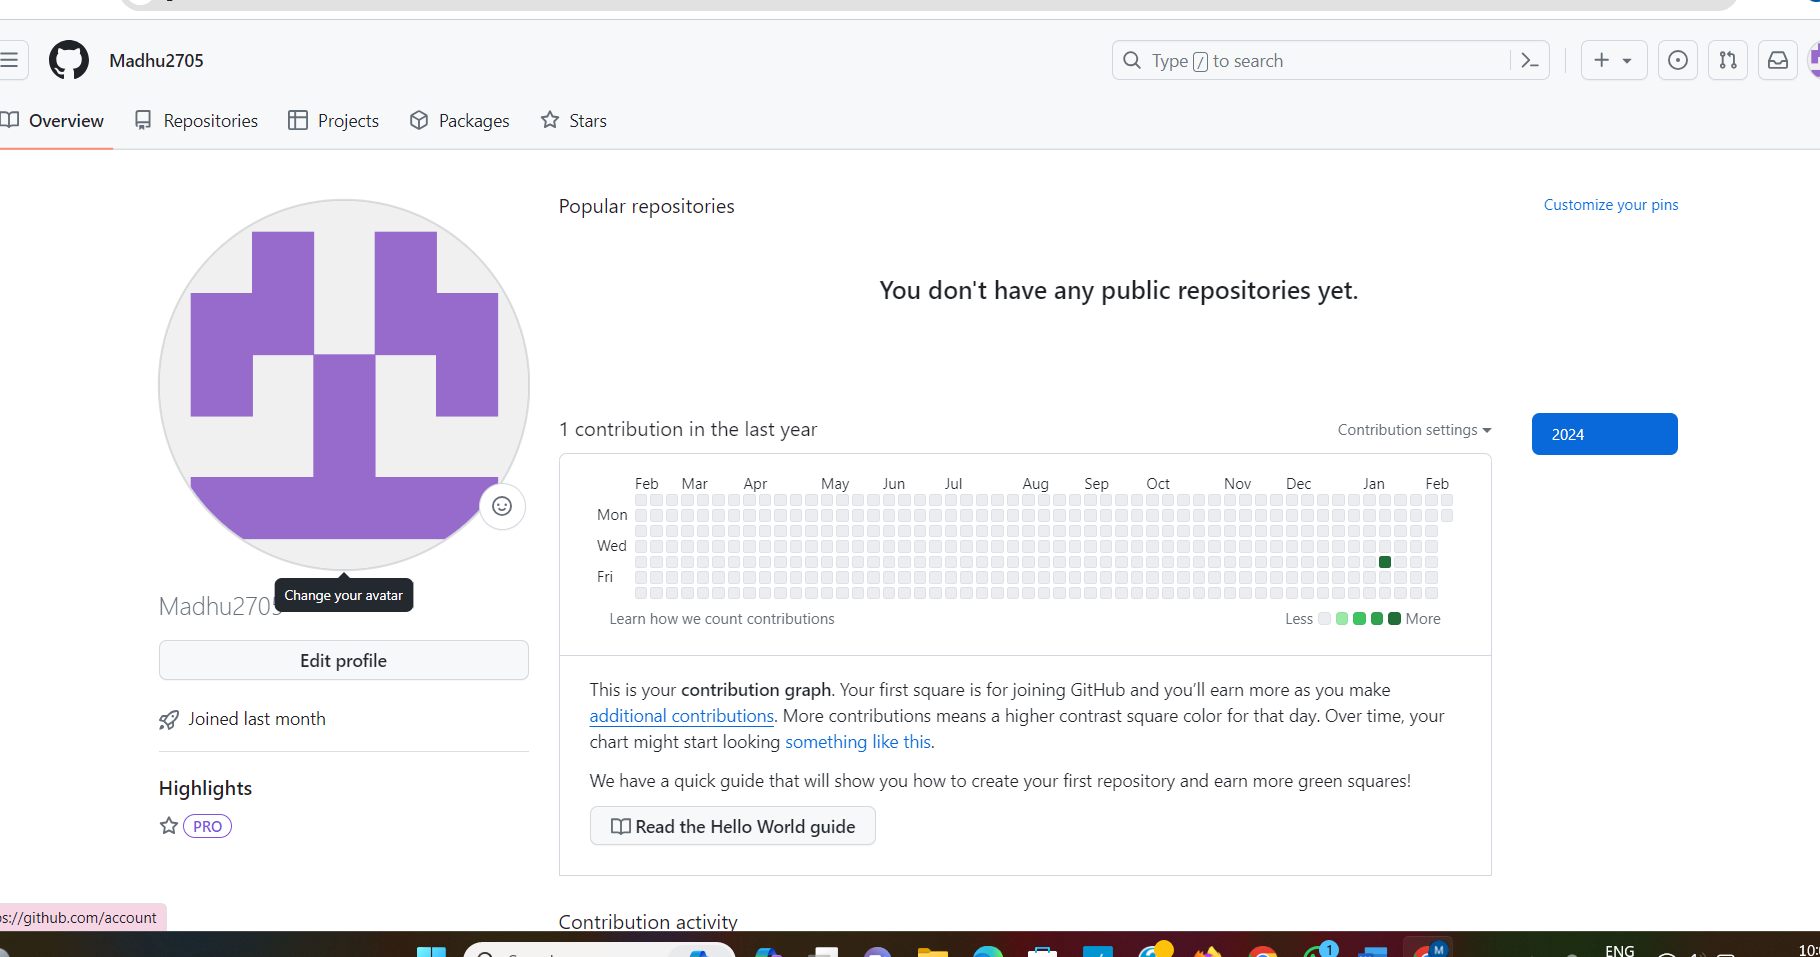 Madhu2705
Type / to search
Overview
Repositories
Projects
Packages
Stars
Popular repositories
Customize your pins
You don't have any public repositories yet.
1 contribution in the last year
Contribution settings
2024
Feb Mar Apr May Jun Jul Aug Sep Oct Nov Dec Jan Feb
Mon
Wed
Fri
Learn how we count contributions
Less
More
Change your avatar
Madhu2705
Edit profile
Joined last month
Highlights
PRO
This is your contribution graph. Your first square is for joining GitHub and you’ll earn more as you make
additional contributions. More contributions means a higher contrast square color for that day. Over time, your
chart might start looking something like this.
We have a quick guide that will show you how to create your first repository and earn more green squares!
Read the Hello World guide
Contribution activity
s://github.com/account
1
M
ENG